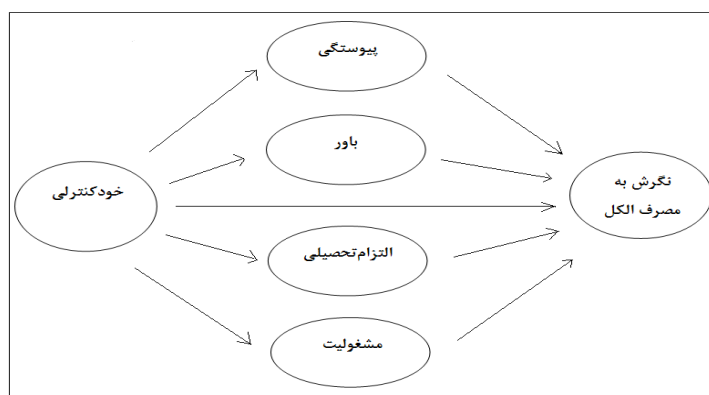 پیوستگی
باور
خودکنترلی
نگرش به
مصرف الکل
التزام‌تحصیلی
مشغولیت